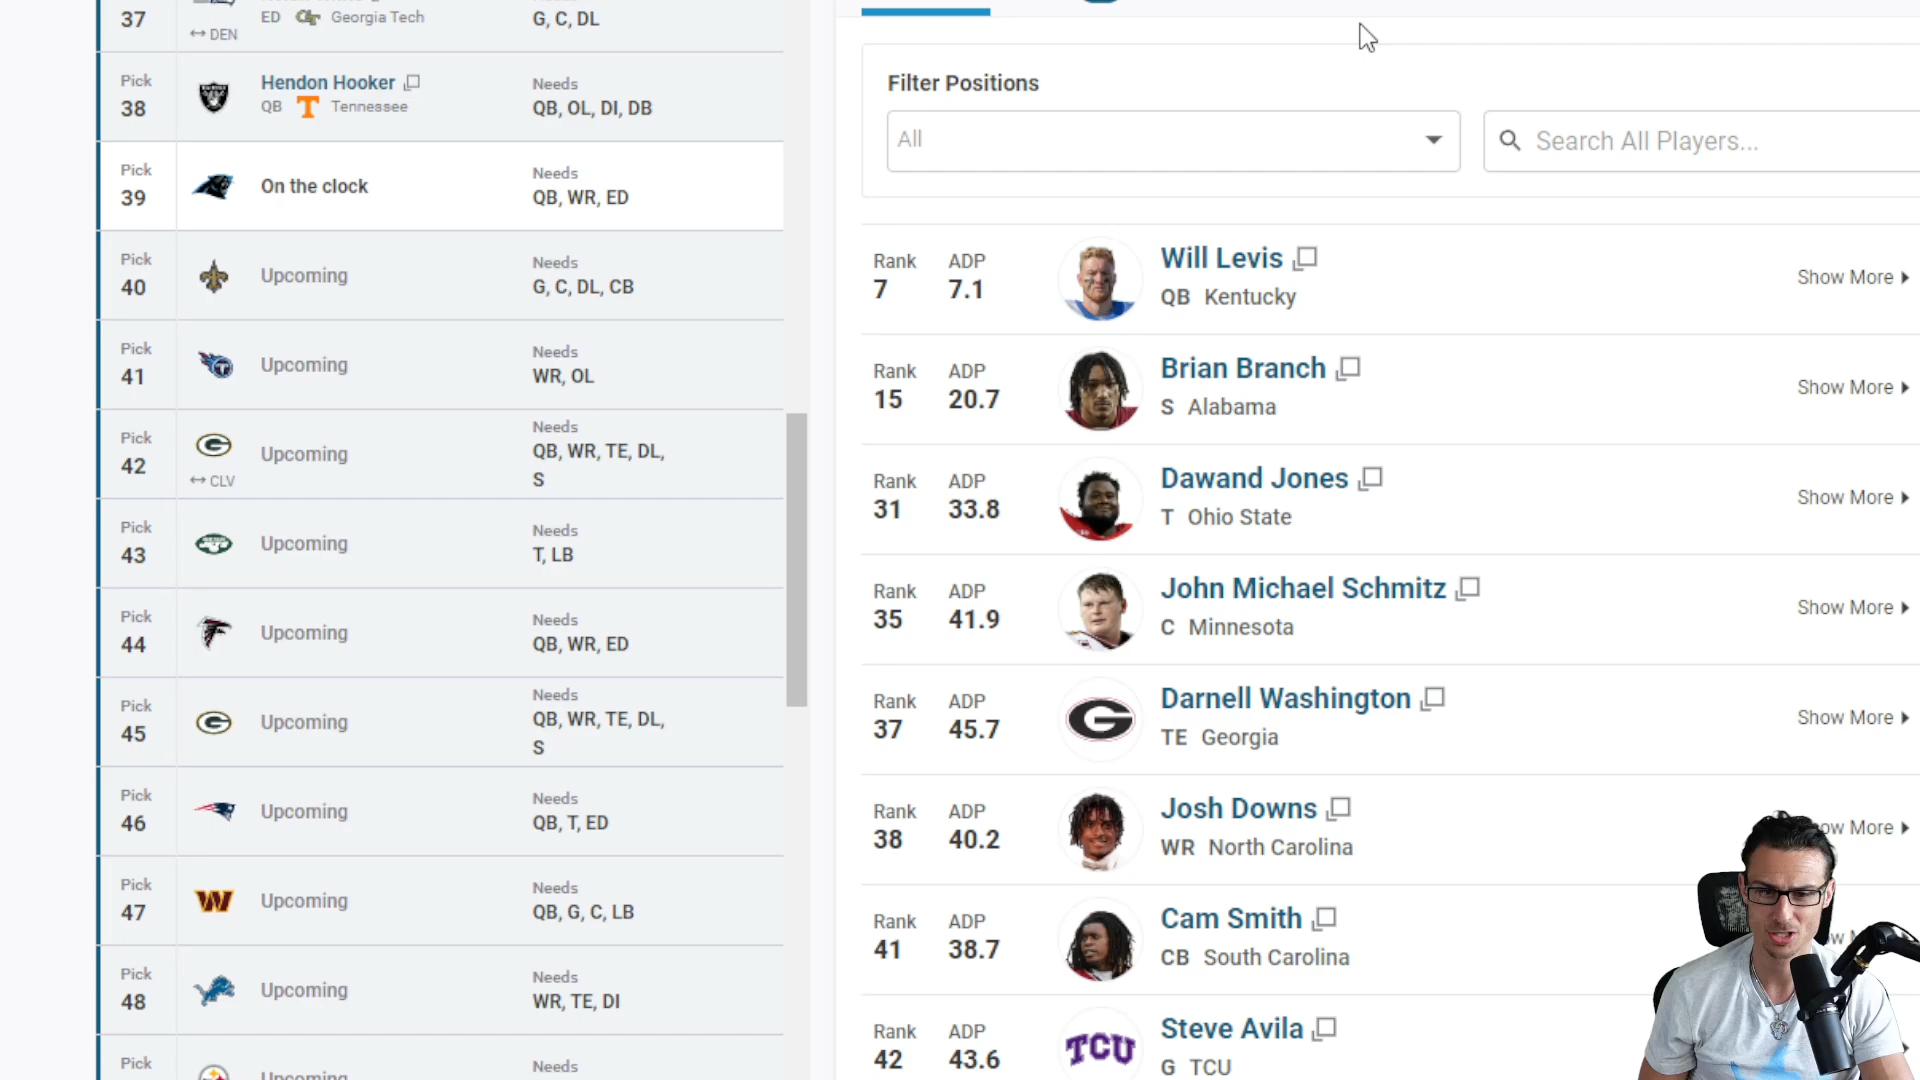 37
↔ DEN
ED Georgia Tech
G, C, DL
Pick
38
Hendon Hooker
QB T Tennessee
Needs
QB, OL, DI, DB
Pick
39
On the clock
Needs
QB, WR, ED
Pick
40
Upcoming
Needs
G, C, DL, CB
Pick
41
Upcoming
Needs
WR, OL
Pick
42
↔ CLV
Upcoming
Needs
QB, WR, TE, DL,
S
Pick
43
Upcoming
Needs
T, LB
Pick
44
Upcoming
Needs
QB, WR, ED
Pick
45
Upcoming
Needs
QB, WR, TE, DL,
S
Pick
46
Upcoming
Needs
QB, T, ED
Pick
47
W
Upcoming
Needs
QB, G, C, LB
Pick
48
Upcoming
Needs
WR, TE, DI
Pick
Upcoming
Needs
Filter Positions
All
Search All Players...
Rank ADP
7 7.1
Will Levis
QB Kentucky
Show More
Rank ADP
15 20.7
Brian Branch
S Alabama
Show More
Rank ADP
31 33.8
Dawand Jones
T Ohio State
Show More
Rank ADP
35 41.9
John Michael Schmitz
C Minnesota
Show More
Rank ADP
37 45.7
G
Darnell Washington
TE Georgia
Show More
Rank ADP
38 40.2
Josh Downs
WR North Carolina
ow More
Rank ADP
41 38.7
Cam Smith
CB South Carolina
Rank ADP
42 43.6
TCU
Steve Avila
G TCU